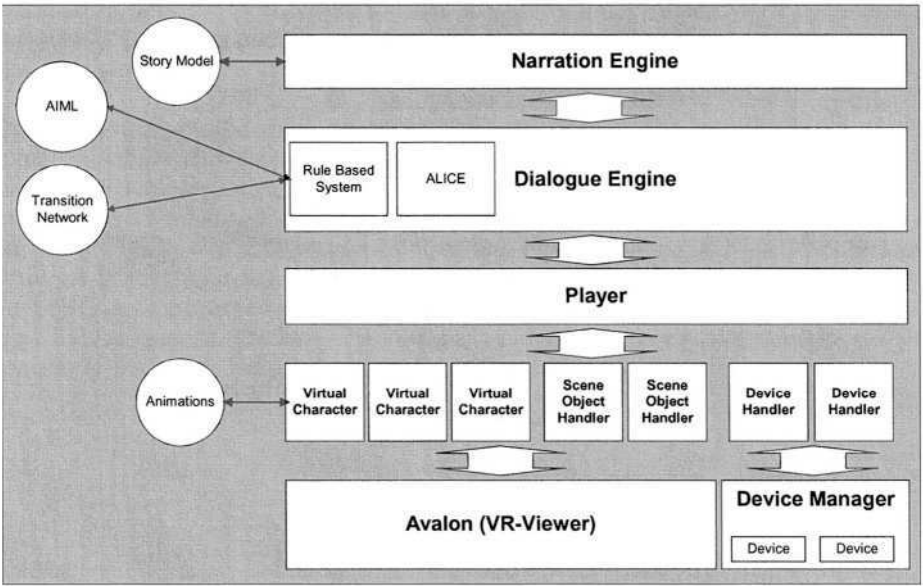 Story Model
Narration Engine
AIML
Rule Based
System
ALICE
Dialogue Engine
Transition
Network
Player
Animations
Virtual
Character
Virtual
Character
Virtual
Character
Scene
Object
Handler
Scene
Object
Handler
Device
Handler
Device
Handler
Avalon (VR-Viewer)
Device Manager
Device
Device